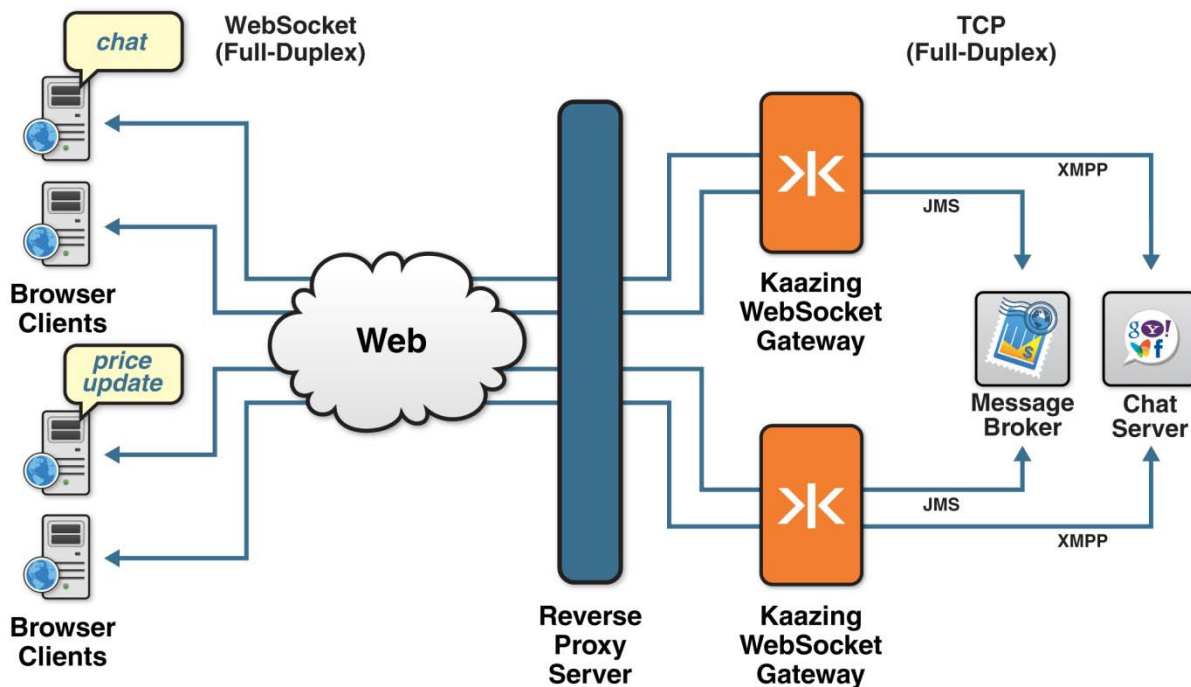 chat
WebSocket
(Full-Duplex)
TCP
(Full-Duplex)
XMPP
JMS
Browser
Clients
Kaazing
WebSocket
Gateway
Web
price
update
$
g Y!
f
Message
Broker
Chat
Server
JMS
XMPP
Browser
Clients
Reverse
Proxy
Server
Kaazing
WebSocket
Gateway